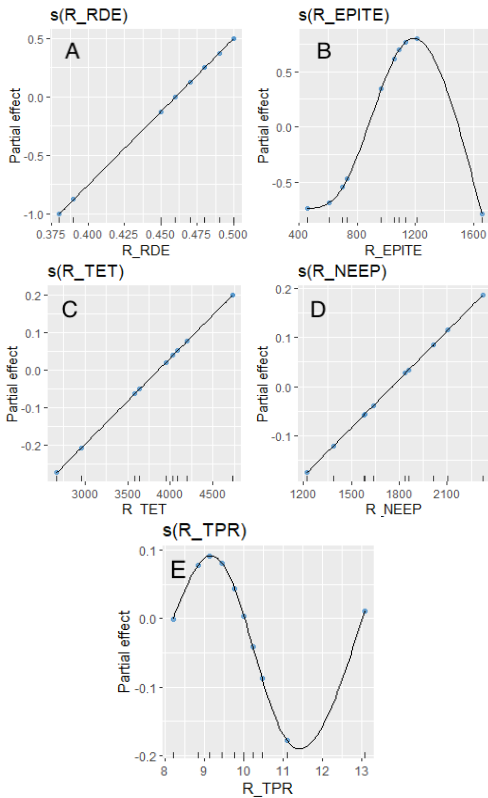 s(R_RDE)
A
Partial effect
0.5
0.0
-0.5
-1.0
0.375 0.400 0.425 0.450 0.475 0.500
R_RDE
s(R_EPITE)
B
Partial effect
0.5
0.0
-0.5
400 800 1200 1600
R_EPITE
s(R_TET)
C
Partial effect
0.2
0.1
0.0
-0.1
-0.2
3000 3500 4000 4500
R_TET
s(R_NEEP)
D
Partial effect
0.2
0.1
0.0
-0.1
1200 1500 1800 2100
R_NEEP
s(R_TPR)
E
Partial effect
0.1
0.0
-0.1
-0.2
8 9 10 11 12 13
R_TPR